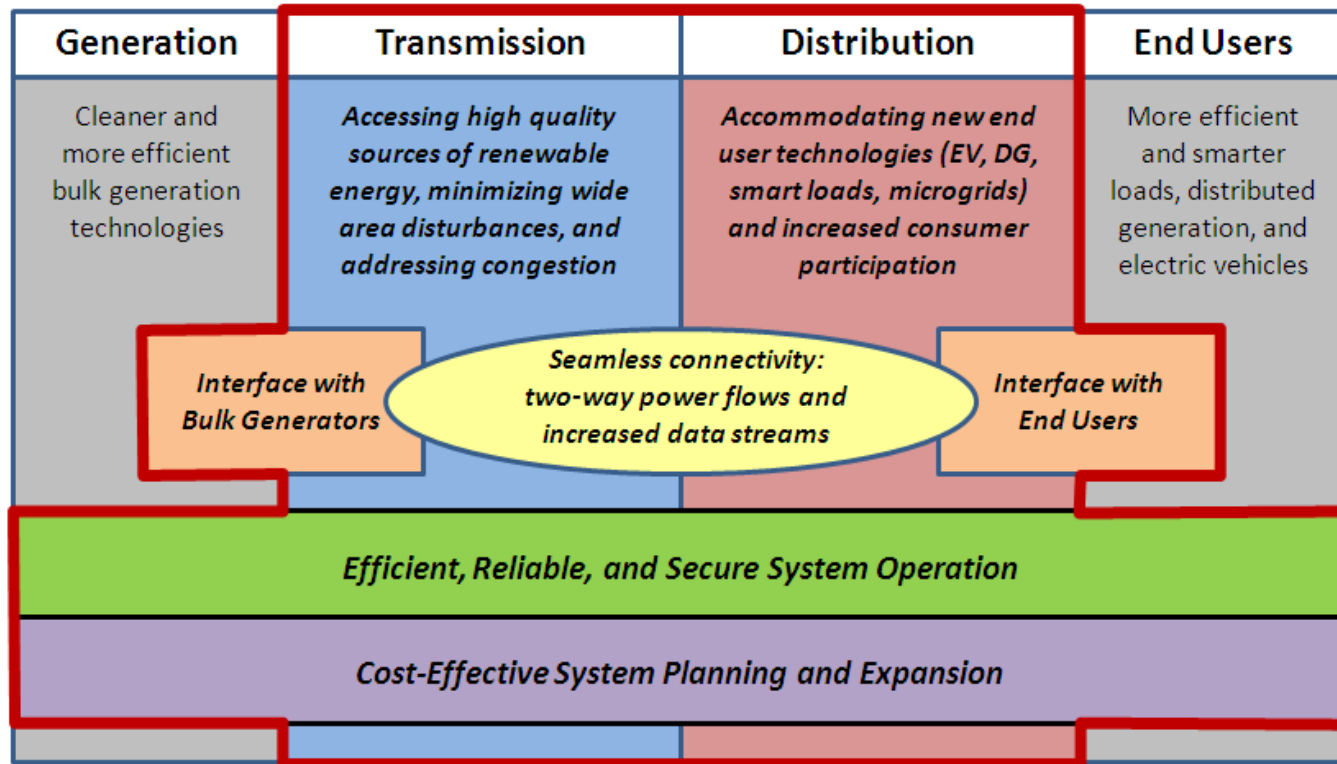 Generation
Transmission
Distribution
End Users
Cleaner and
more efficient
bulk generation
technologies
Accessing high quality
sources of renewable
energy, minimizing wide
area disturbances, and
addressing congestion
Accommodating new end
user technologies (EV, DG,
smart loads, microgrids)
and increased consumer
participation
More efficient
and smarter
loads, distributed
generation, and
electric vehicles
Interface with
Bulk Generators
Seamless connectivity:
two-way power flows and
increased data streams
Interface with
End Users
Efficient, Reliable, and Secure System Operation
Cost-Effective System Planning and Expansion